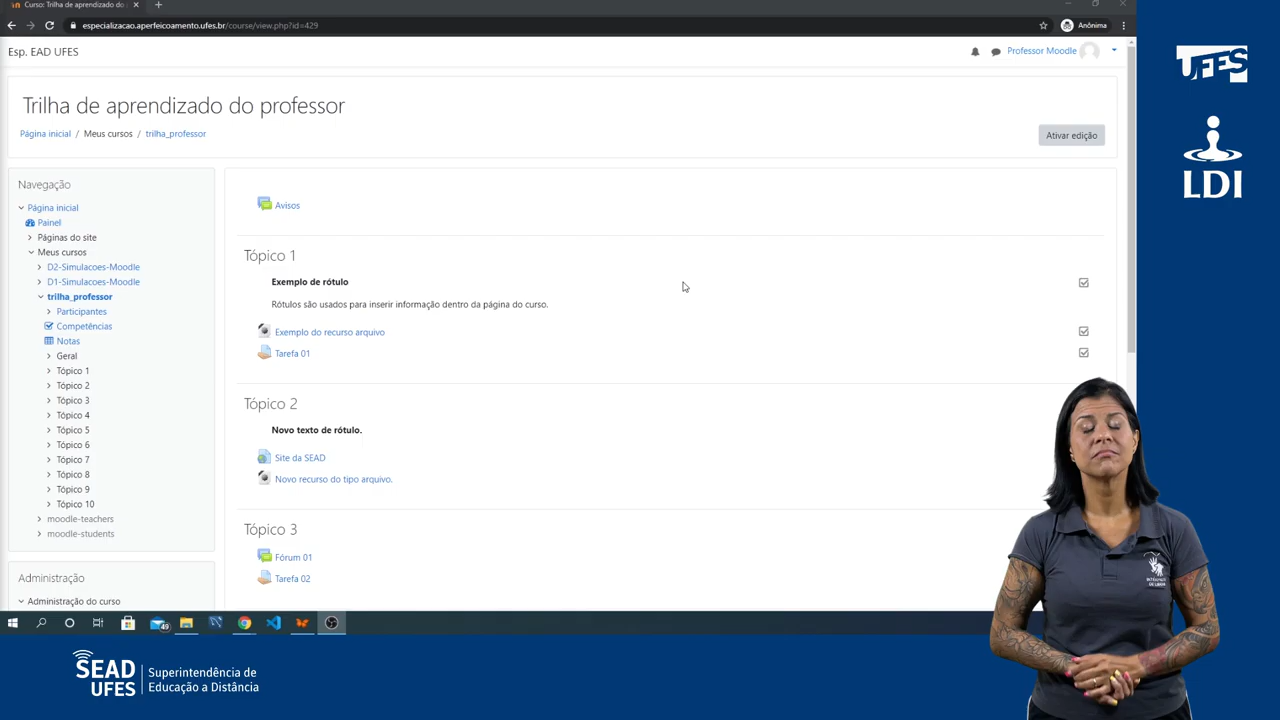 Curso: Trilha de aprendizado do
especializacao.aperfeicoamento.ufes.br/course/view.php?id=429
Anônima
Esp. EAD UFES
Professor Moodle
Trilha de aprendizado do professor
Página inicial / Meus cursos / trilha_professor
Ativar edição
Navegação
Página inicial
Painel
Páginas do site
Meus cursos
D2-Simulacoes-Moodle
D1-Simulacoes-Moodle
trilha_professor
Participantes
Competências
Notas
Geral
Tópico 1
Tópico 2
Tópico 3
Tópico 4
Tópico 5
Tópico 6
Tópico 7
Tópico 8
Tópico 9
Tópico 10
moodle-teachers
moodle-students
Administração
Administração do curso
Avisos
Tópico 1
Exemplo de rótulo
Rótulos são usados para inserir informação dentro da página do curso.
Exemplo do recurso arquivo
Tarefa 01
Tópico 2
Novo texto de rótulo.
Site da SEAD
Novo recurso do tipo arquivo.
Tópico 3
Fórum 01
Tarefa 02
49
UFES
LDI
SEAD
UFES
Superintendência de
Educação a Distância